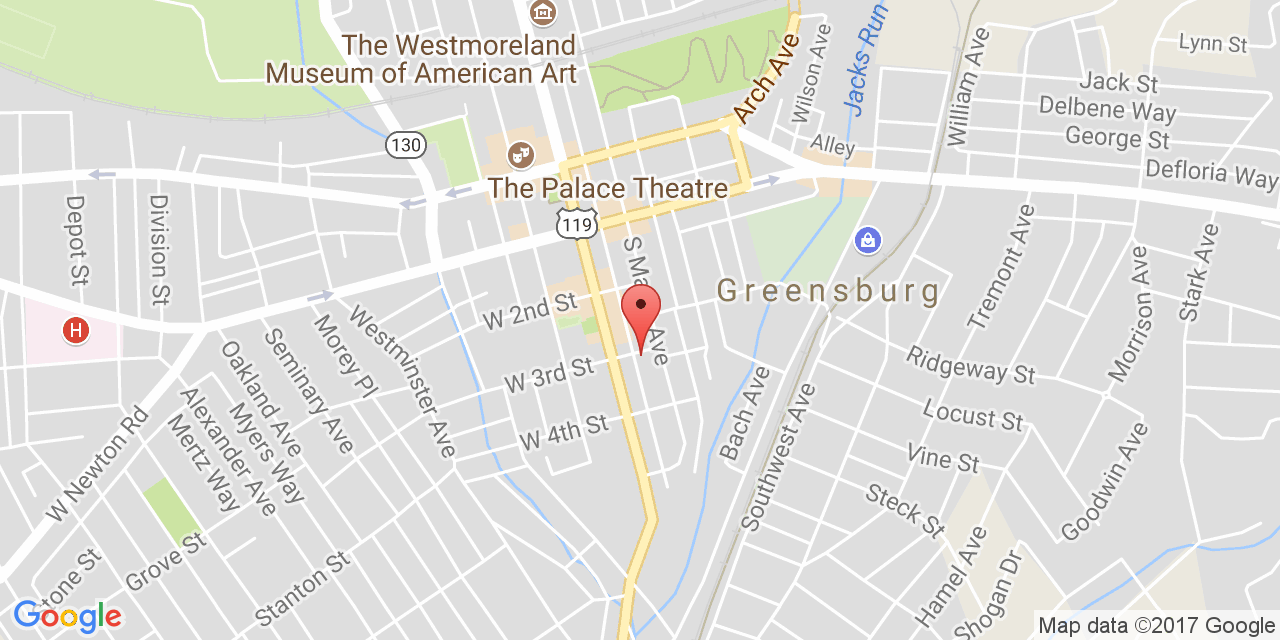 The Westmoreland
Museum of American Art
Arch Ave
Wilson Ave
Jacks Run
William Ave
Lynn St
Jack St
Delbene Way
George St
Defloria Way
130
Alley
The Palace Theatre
119
Depot St
Division St
S Ma
Ave
Greensburg
Tremont Ave
Morrison Ave
Stark Ave
H
W 2nd St
W 3rd St
W 4th St
Westminster Ave
Morey Pl
Seminary Ave
Oakland Ave
Myers Way
Alexander Ave
Mertz Way
W Newton Rd
Bach Ave
Southwest Ave
Ridgeway St
Locust St
Vine St
Steck St
Goodwin Ave
Hamel Ave
Shogan Dr
Grove St
Stanton St
Stone St
Google
Map data ©2017 Google